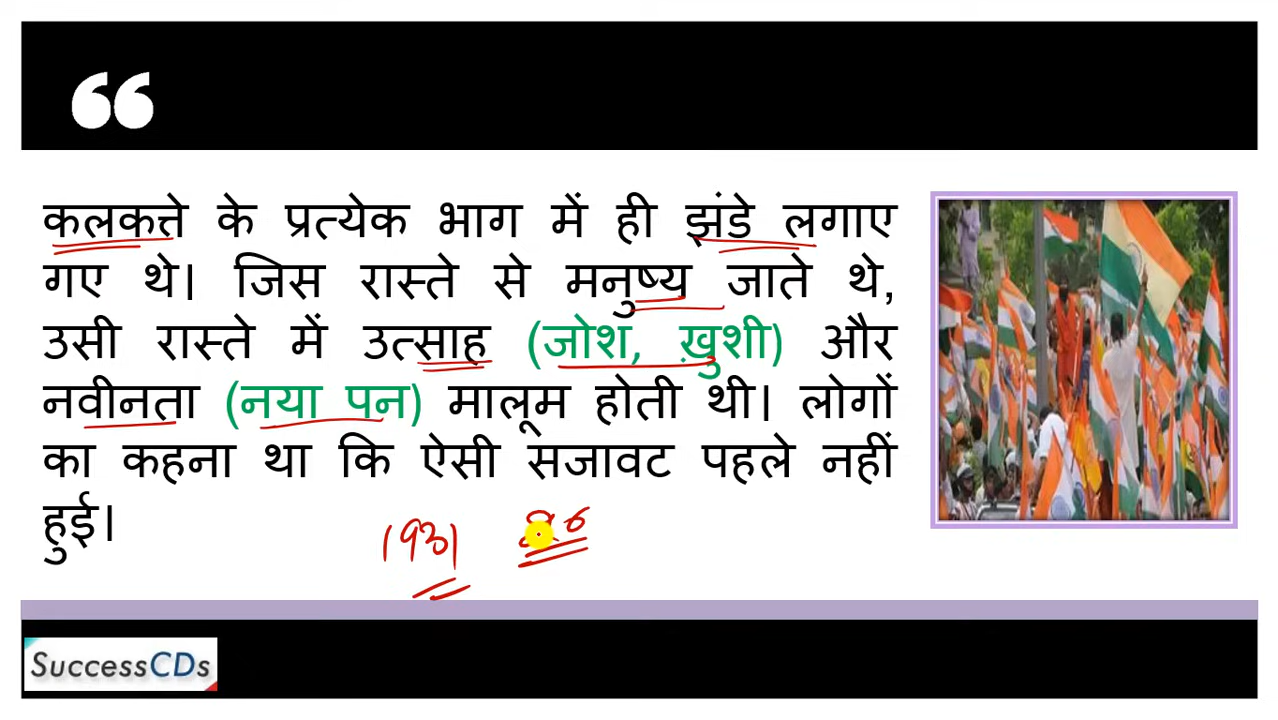 “
कलकत्ते के प्रत्येक भाग में ही झंडे लगाए
गए थे। जिस रास्ते से मनुष्य जाते थे,
उसी रास्ते में उत्साह (जोश, ख़ुशी) और
नवीनता (नया पन) मालूम होती थी। लोगों
का कहना था कि ऐसी सजावट पहले नहीं
हुई।
1931 26
SuccessCDs